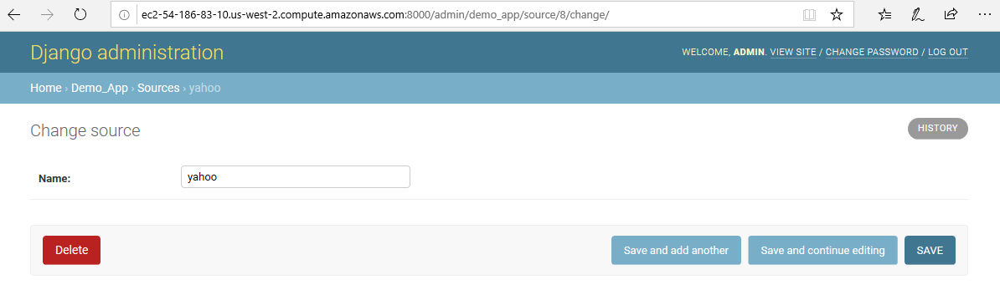 ec2-54-186-83-10.us-west-2.compute.amazonaws.com:8000/admin/demo_app/source/8/change/
Django administration WELCOME, ADMIN. VIEW SITE / CHANGE PASSWORD / LOG OUT
Home › Demo_App › Sources › yahoo
Change source HISTORY
Name: yahoo
Delete Save and add another Save and continue editing SAVE